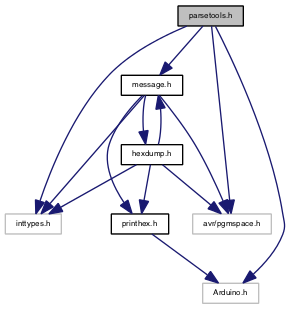 parsetools.h
message.h
hexdump.h
inttypes.h
printhex.h
avr/pgmspace.h
Arduino.h